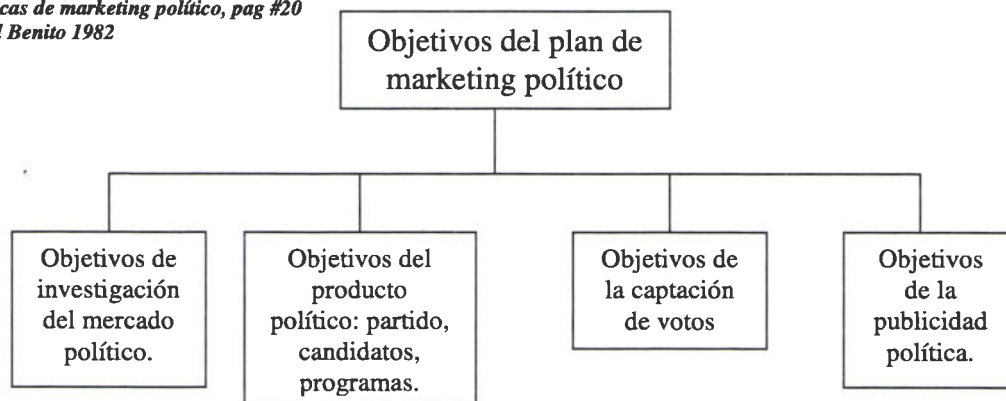 cas de marketing político, pag #20
Benito 1982
Objetivos del plan de
marketing político
Objetivos de
investigación
del mercado
político.
Objetivos del
producto
político: partido,
candidatos,
programas.
Objetivos de
la captación
de votos
Objetivos
de la
publicidad
política.